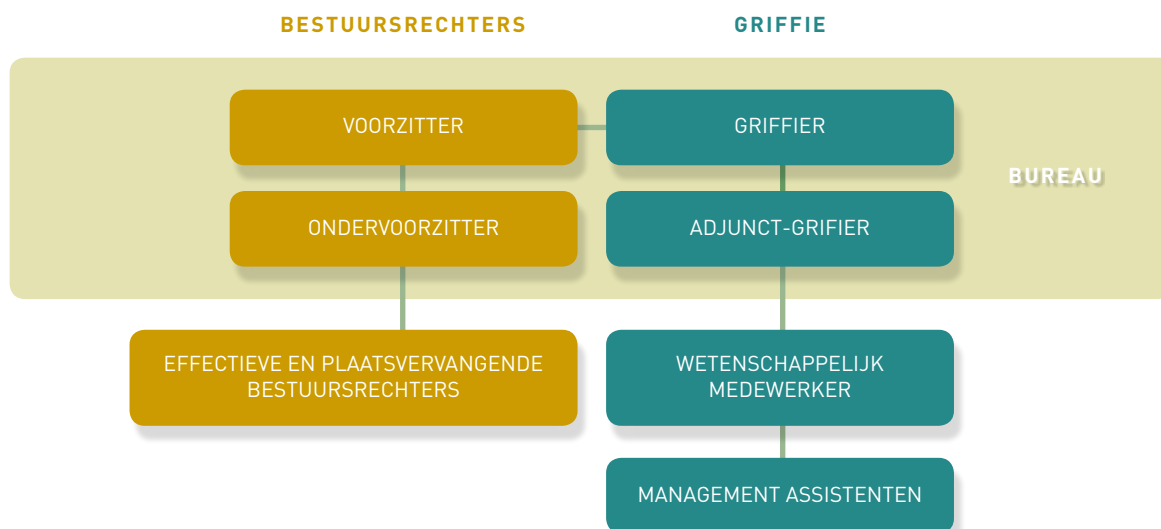 BESTUURSRECHTERS
GRIFFIE
VOORZITTER
GRIFFIER
BUREAU
ONDERVOORZITTER
ADJUNCT-GRIFIER
EFFECTIEVE EN PLAATSVERVANGENDE
BESTUURSRECHTERS
WETENSCHAPPELIJK
MEDEWERKER
MANAGEMENT ASSISTENTEN